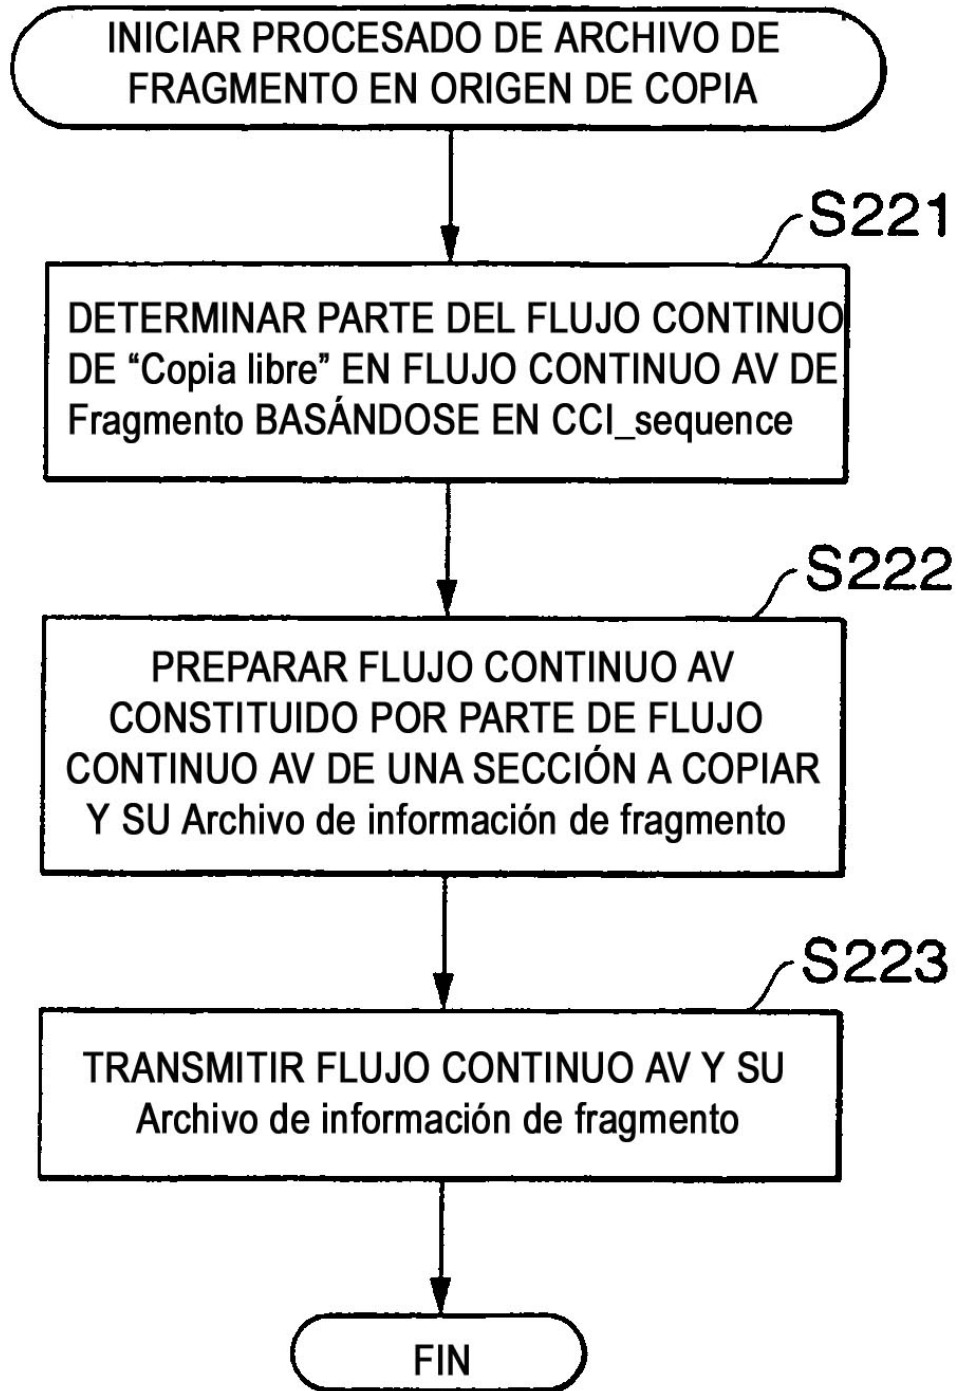 INICIAR PROCESADO DE ARCHIVO DE
FRAGMENTO EN ORIGEN DE COPIA
S221
DETERMINAR PARTE DEL FLUJO CONTINUO
DE “Copia libre” EN FLUJO CONTINUO AV DE
Fragmento BASÁNDOSE EN CCI_sequence
S222
PREPARAR FLUJO CONTINUO AV
CONSTITUIDO POR PARTE DE FLUJO
CONTINUO AV DE UNA SECCIÓN A COPIAR
Y SU Archivo de información de fragmento
S223
TRANSMITIR FLUJO CONTINUO AV Y SU
Archivo de información de fragmento
FIN